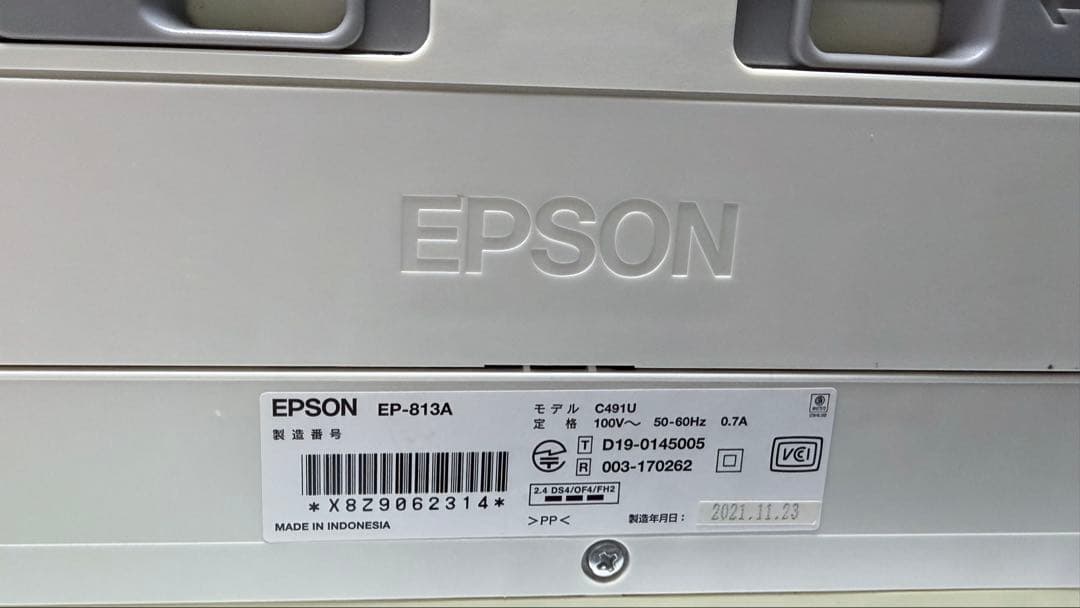 EPSON
EPSON EP-813A
製造番号
*X8Z9062314*
MADE IN INDONESIA
モデル C491U
定格 100V～ 50-60Hz 0.7A
T D19-0145005
R 003-170262
2.4 DS4/OF4/FH2
>PP<
製造年月日： 2021.11.23
VCI